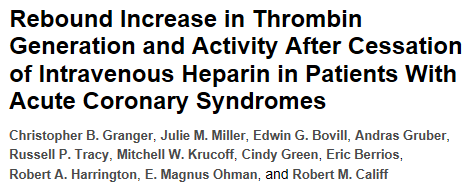 Rebound Increase in Thrombin
Generation and Activity After Cessation
of Intravenous Heparin in Patients With
Acute Coronary Syndromes
Christopher B. Granger, Julie M. Miller, Edwin G. Bovill, Andras Gruber,
Russell P. Tracy, Mitchell W. Krucoff, Cindy Green, Eric Berrios,
Robert A. Harrington, E. Magnus Ohman, and Robert M. Califf